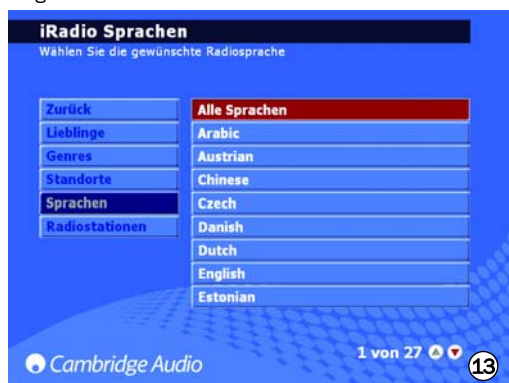 iRadio Sprachen
Wählen Sie die gewünschte Radiosprache
Zurück
Lieblinge
Genres
Standorte
Sprachen
Radiostationen
Alle Sprachen
Arabic
Austrian
Chinese
Czech
Danish
Dutch
English
Estonian
1 von 27
Cambridge Audio
13